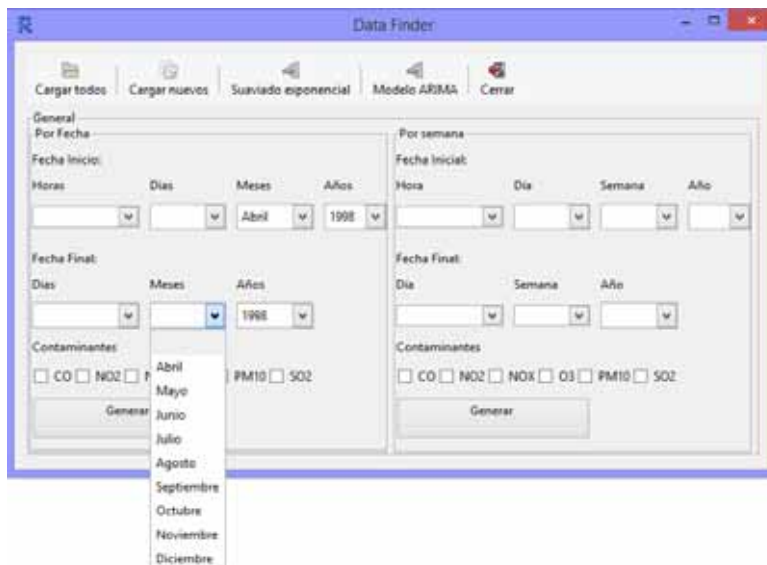 Data Finder
Cargar todos Cargar nuevos Suaviado exponencial Modelo ARIMA Cerrar
General
Por Fecha Por semana
Fecha Inicio: Fecha Inicial:
Horas Dias Meses Años Hora Día Semana Año
Abril 1998
Fecha Final: Fecha Final:
Dias Meses Años Dia Semana Año
1998
Contaminantes Contaminantes
CO NO2 PM10 SO2 CO NO2 NOX O3 PM10 SO2
Generar Generar
Abril
Mayo
Junio
Julio
Agosto
Septiembre
Octubre
Noviembre
Diciembre